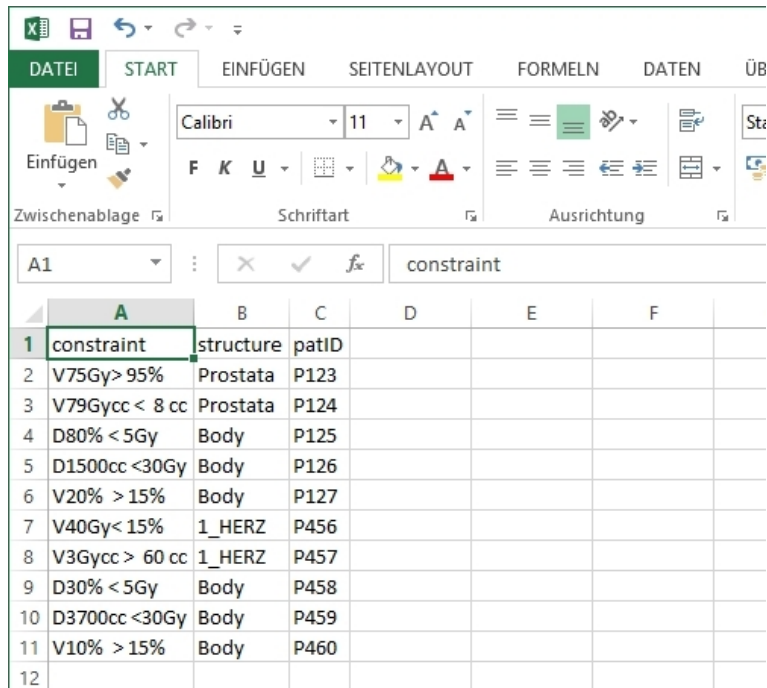 DATEI START EINFÜGEN SEITENLAYOUT FORMELN DATEN
Calibri 11
Einfügen
F K U
Zwischenablage Schriftart Ausrichtung
A1 fx constraint
A B C D E F
1 constraint structure patID
2 V75Gy> 95% Prostata P123
3 V79Gycc < 8 cc Prostata P124
4 D80% < 5Gy Body P125
5 D1500cc <30Gy Body P126
6 V20% > 15% Body P127
7 V40Gy< 15% 1_HERZ P456
8 V3Gycc > 60 cc 1_HERZ P457
9 D30% < 5Gy Body P458
10 D3700cc <30Gy Body P459
11 V10% > 15% Body P460
12